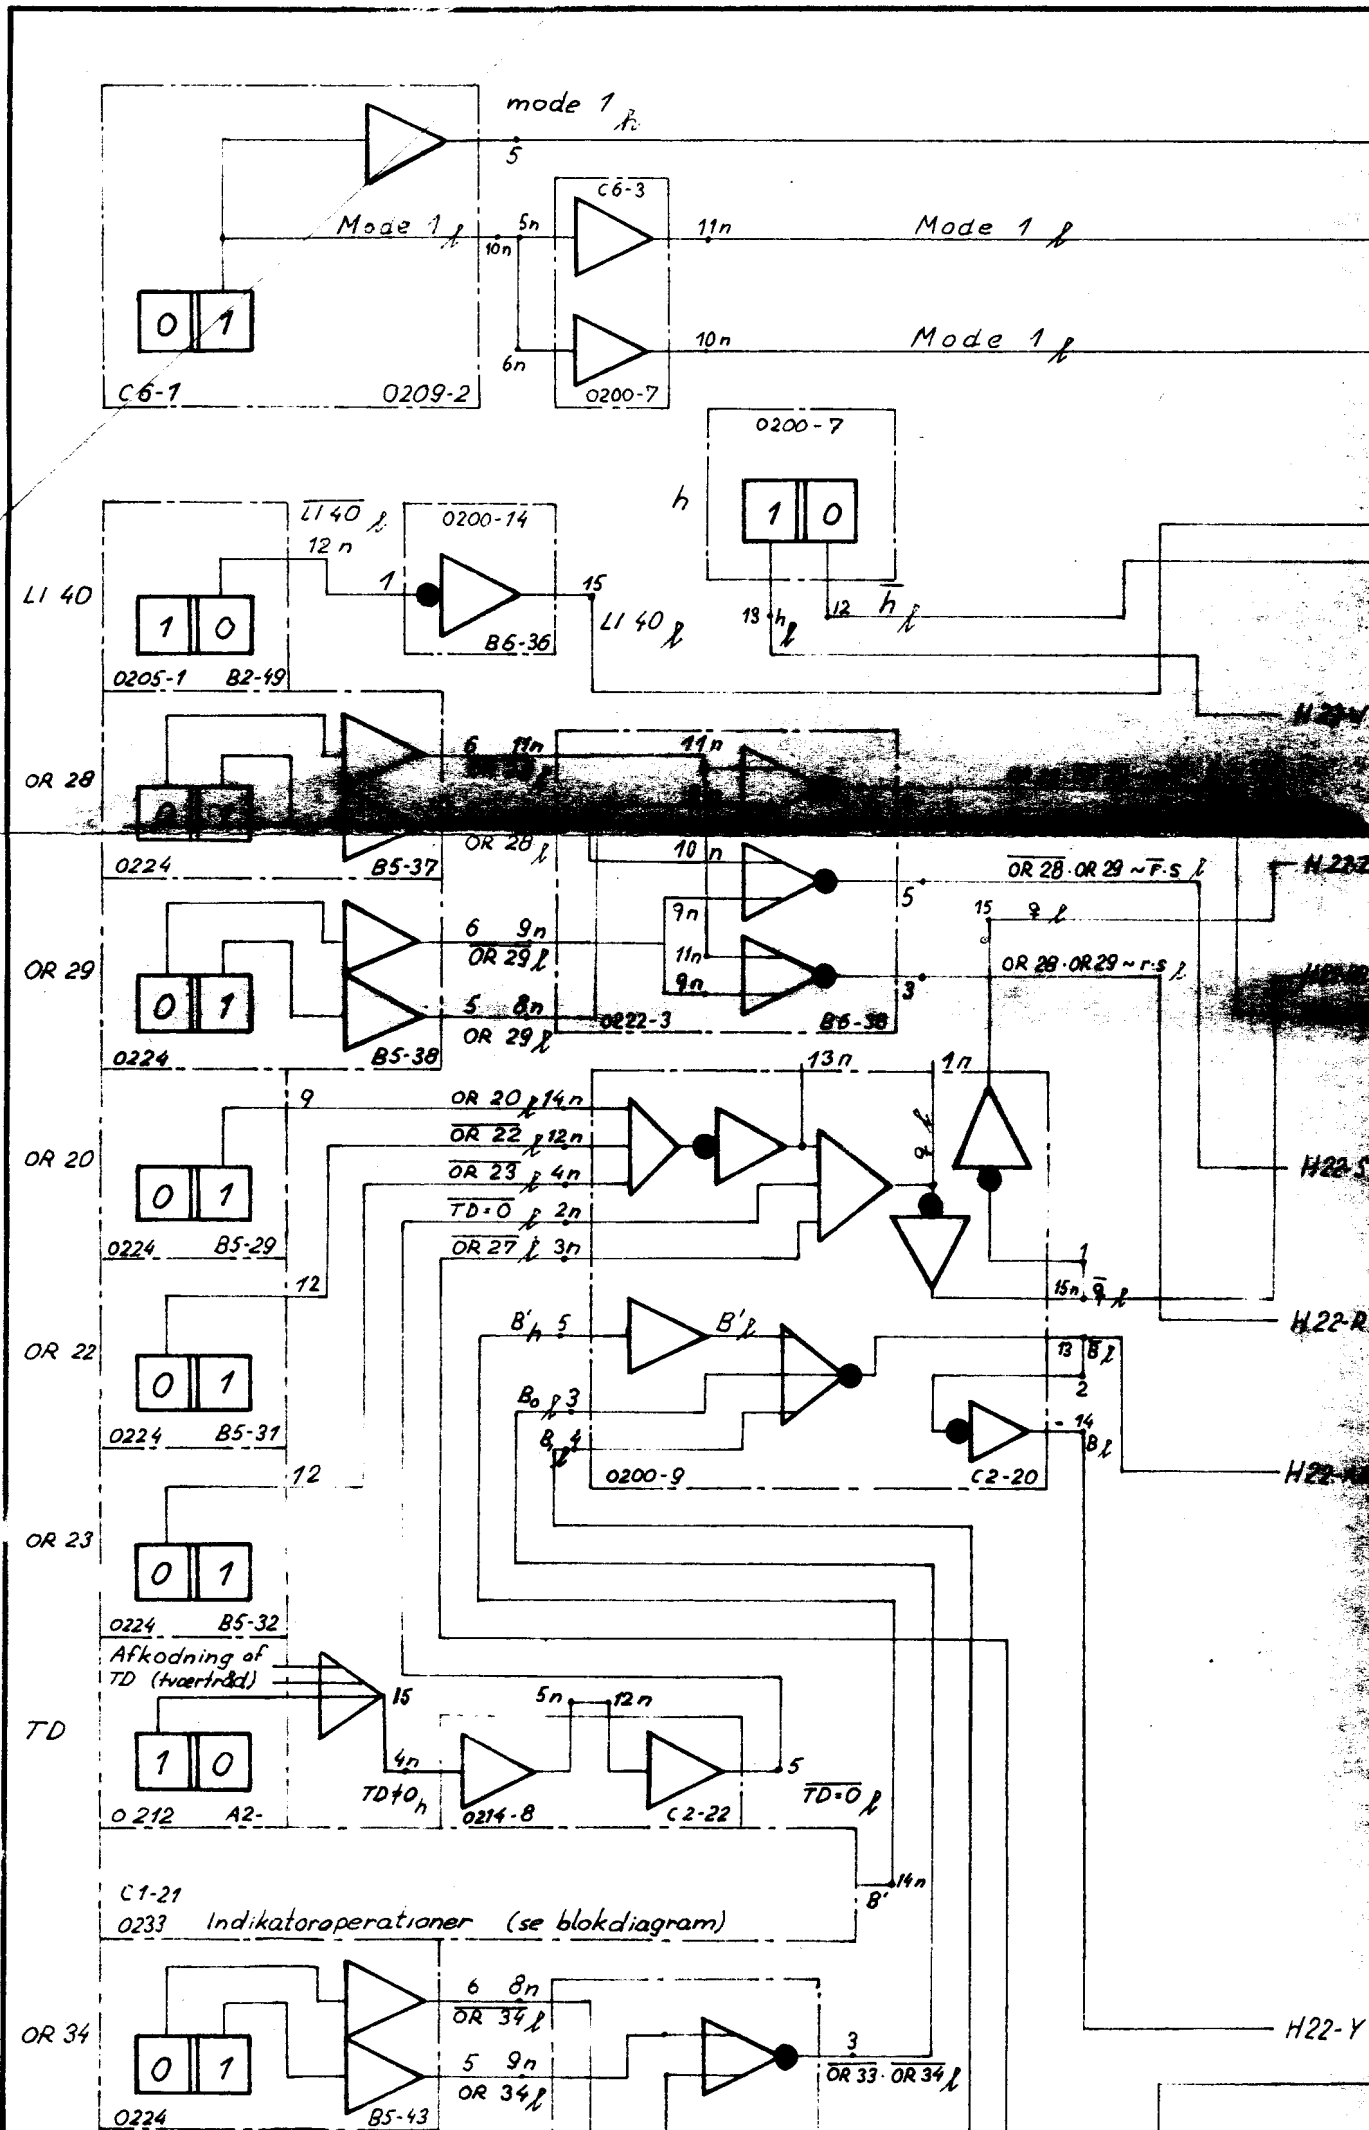 mode 1 h
5
C6-3
Mode 1 l
10n
5n
11n
Mode 1 l
0 1
6n
10n
Mode 1 l
C6-1
0209-2
0200-7
0200-7
h
1 0
LI 40 l
0200-14
12n
1
15
LI 40
1 0
B6-36
LI 40 l
13
h l
12
h l
0205-1
B2-49
6
11n
11n
OR 28
0 1
0224
B5-37
OR 28 l
10n
5
OR 28·OR 29 ~ r·s l
9n
15
q l
6
9n
OR 29
OR 29 l
11n
9n
3
OR 28·OR 29 ~ r·s l
0 1
5
8n
OR 29 l
0222-3
B6-38
0224
B5-38
13n
1n
9
OR 20 l
14n
OR 22 l
12n
q l
OR 20
OR 23 l
4n
H22-S
0 1
TD=0 l
2n
0224
B5-29
OR 27 l
3n
1
12
15n
q l
B'h
5
B'l
H22-R
OR 22
13
B l
0 1
B0 l
3
2
0224
B5-31
B1 l
4
14
B l
12
0200-9
C2-20
OR 23
0 1
0224
B5-32
Afkodning af
TD (tværtråd)
15
5n
12n
TD
1 0
4n
5
TD≠0 h
TD=0 l
0212
A2-
0214-8
C2-22
C1-21
B'
14n
0233
Indikatoroperationer (se blokdiagram)
6
8n
OR 34 l
OR 34
0 1
5
9n
OR 34 l
3
OR 33·OR 34 l
H22-Y
0224
B5-43